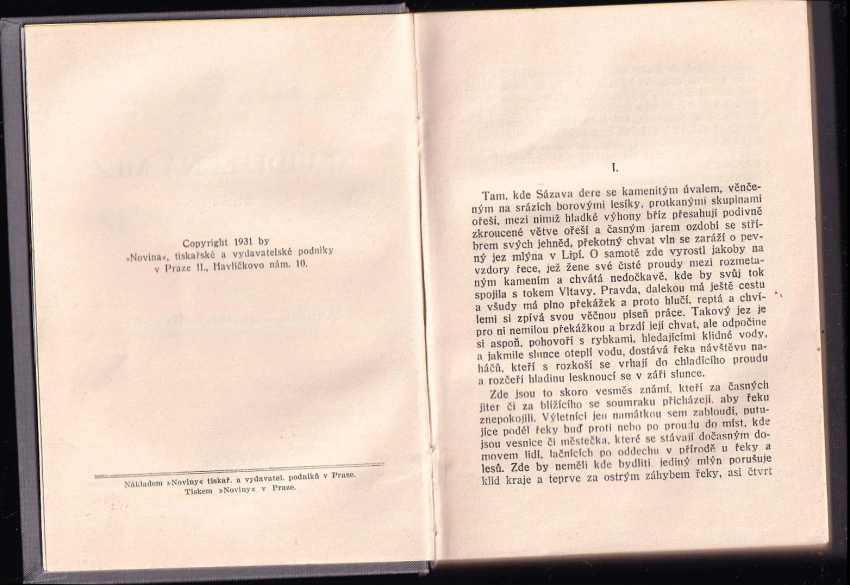 Copyright 1931 by
»Novina«, tiskařské a vydavatelské podniky
v Praze II., Havlíčkovo nám. 10.
Nákladem »Noviny« tiskař. a vydavatel. podniků v Praze.
Tiskem »Noviny« v Praze.
I.
Tam, kde Sázava dere se kamenitým úvalem, věnče-
ným na srázích borovými lesíky, protkanými skupinami
ořeší, mezi nimiž hladké výhony bříz přesahují podivně
zkroucené větve ořeší a časným jarem ozdobí se stří-
brem svých jehněd, překotný chvat vln se zaráží o pev-
ný jez mlýna v Lipí. O samotě zde vyrostl jakoby na
vzdory řece, jež žene své čisté proudy mezi rozmeta-
ným kamením a chvátá nedočkavě, kde by svůj tok
spojila s tokem Vltavy. Pravda, dalekou má ještě cestu
a všudy má plno překážek a proto hlučí, reptá a chví-
lemi si zpívá svou věčnou píseň práce. Takový jez je
pro ni nemilou překážkou a brzdí její chvat, ale odpočine
si aspoň, pohovoří s rybkami, hledajícími klidné vody,
a jakmile slunce oteplí vodu, dostává řeka návštěvu na-
háčů, kteří s rozkoší se vrhají do chladícího proudu
a rozčeří hladinu lesknoucí se v záři slunce.
Zde jsou to skoro vesměs známí, kteří za časných
jiter či za blížícího se soumraku přicházejí, aby řeku
znepokojili. Výletníci jen namátkou sem zabloudí, putu-
jíce podél řeky buď proti nebo po proudu do míst, kde
jsou vesnice či městečka, které se stávají dočasným do-
movem lidí, lačnících po oddechu v přírodě u řeky a
lesů. Zde by neměli kde bydliti, jediný mlýn porušuje
klid kraje a teprve za ostrým záhybem řeky, asi čtvrt